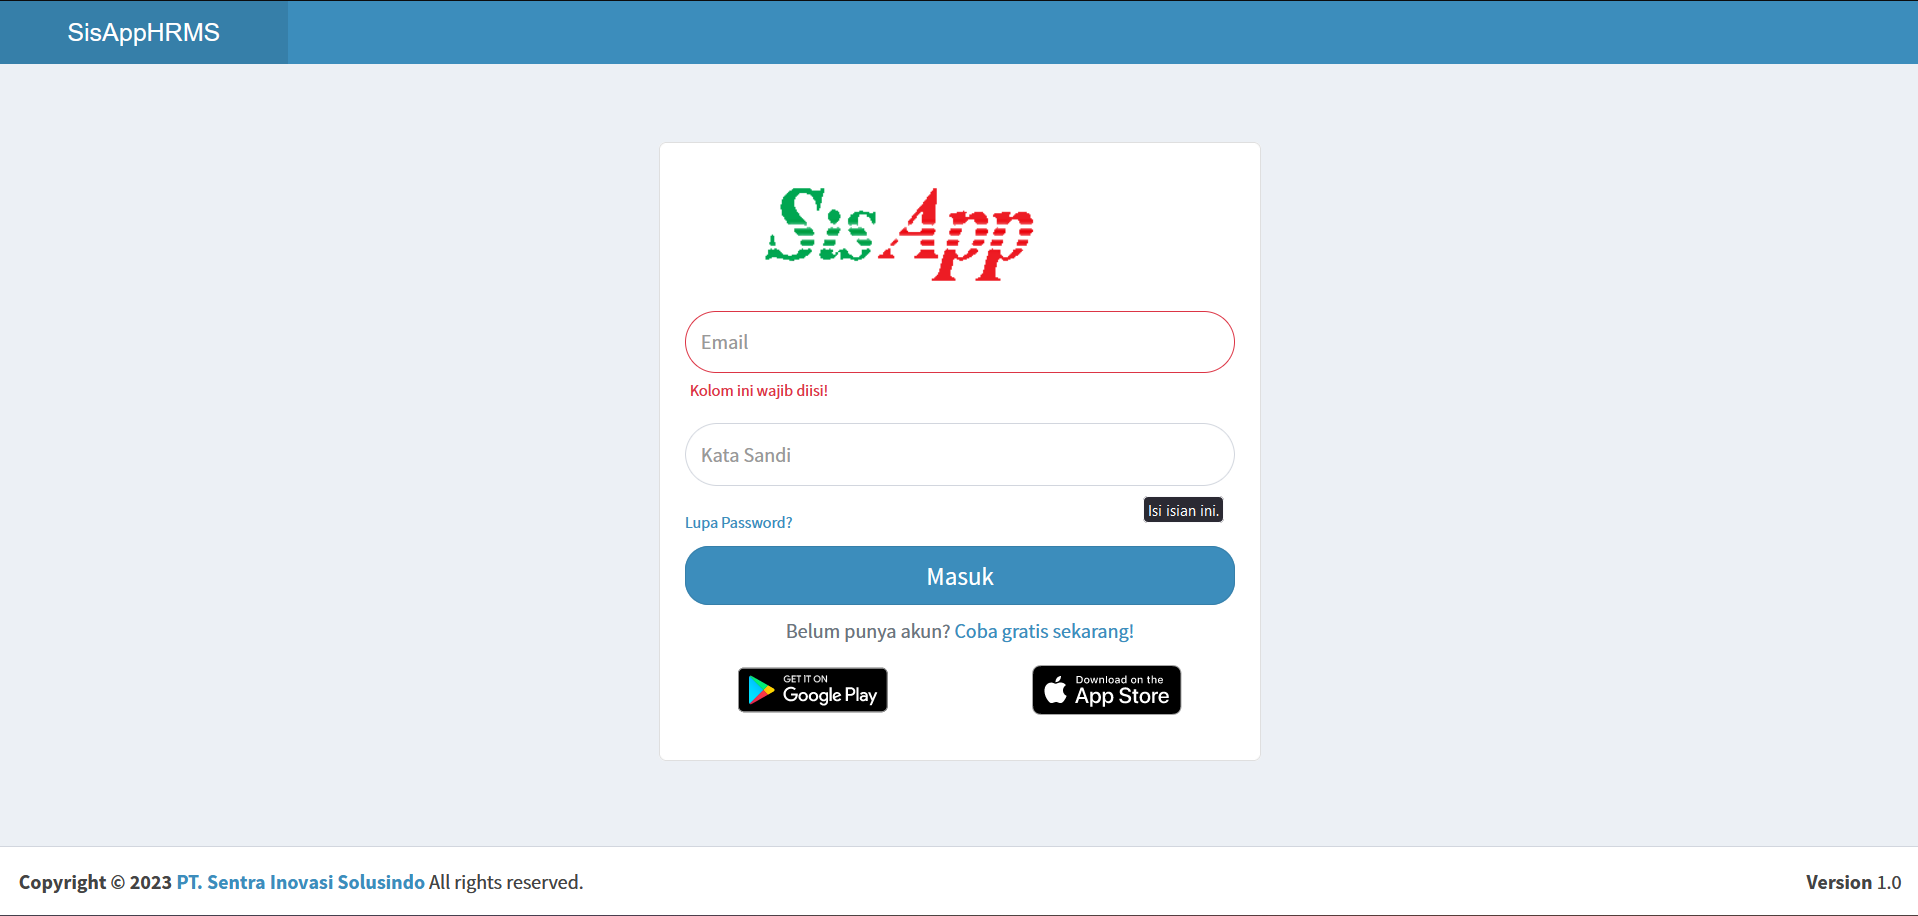 SisAppHRMS
SisApp
Email
Kolom ini wajib diisi!
Kata Sandi
Isi isian ini.
Lupa Password?
Masuk
Belum punya akun? Coba gratis sekarang!
GET IT ON
Google Play
Download on the
App Store
Copyright © 2023 PT. Sentra Inovasi Solusindo All rights reserved.
Version 1.0